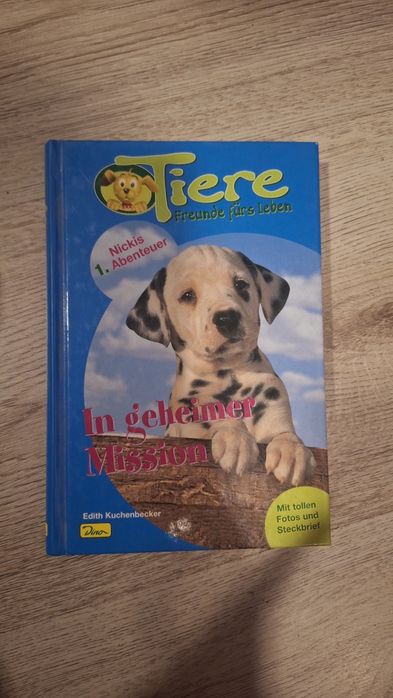 Tiere
Freunde fürs Leben
Nickis
1. Abenteuer
In geheimer
Mission
Edith Kuchenbecker
Dino
Mit tollen
Fotos und
Steckbrief